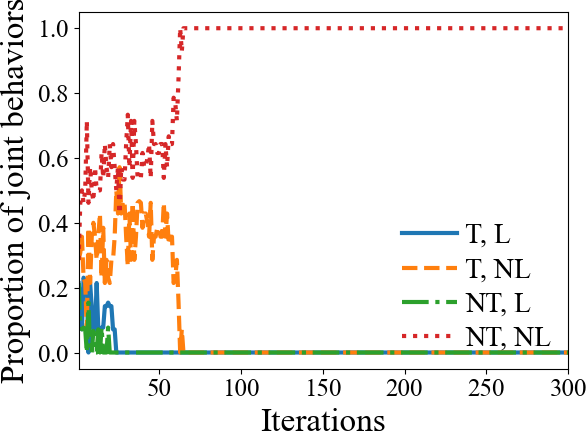 Proportion of joint behaviors
1.0
0.8
0.6
0.4
0.2
0.0
T, L
T, NL
NT, L
NT, NL
50
100
150
200
250
300
Iterations